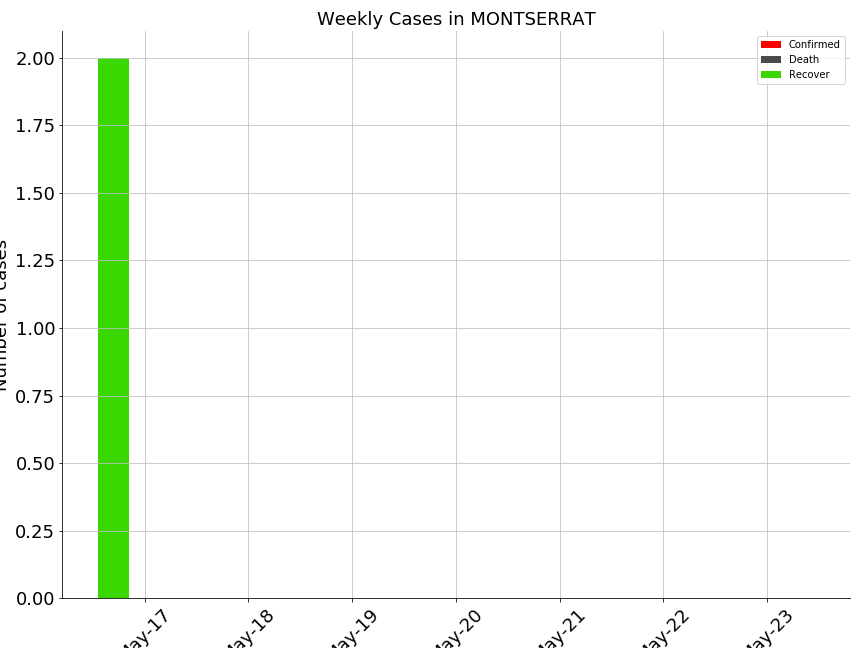 Weekly Cases in MONTSERRAT
Confirmed
Death
Recover
Number of cases
2.00
1.75
1.50
1.25
1.00
0.75
0.50
0.25
0.00
May-17
May-18
May-19
May-20
May-21
May-22
May-23